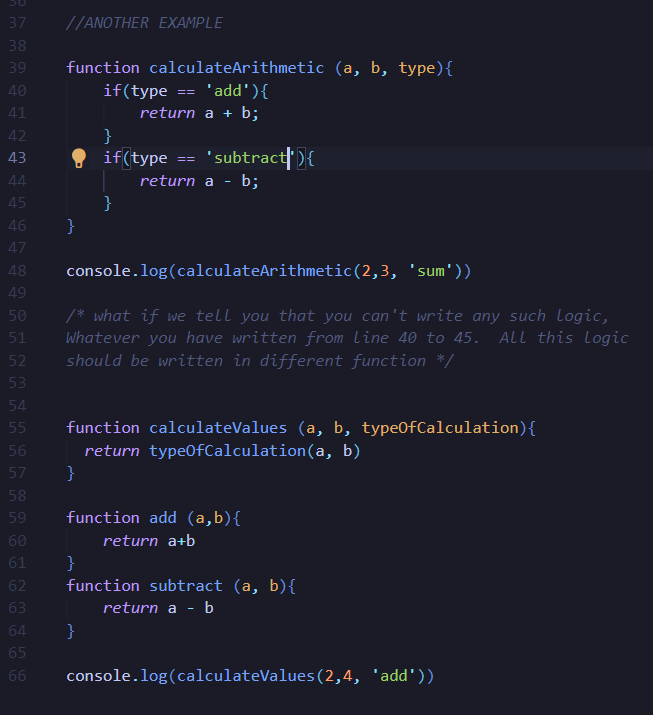 36
37 //ANOTHER EXAMPLE
38
39 function calculateArithmetic (a, b, type){
40 if(type == 'add'){
41 return a + b;
42 }
43 if(type == 'subtract'){
44 return a - b;
45 }
46 }
47
48 console.log(calculateArithmetic(2,3, 'sum'))
49
50 /* what if we tell you that you can't write any such logic,
51 Whatever you have written from line 40 to 45.  All this logic
52 should be written in different function */
53
54
55 function calculateValues (a, b, typeOfCalculation){
56 return typeOfCalculation(a, b)
57 }
58
59 function add (a,b){
60 return a+b
61 }
62 function subtract (a, b){
63 return a - b
64 }
65
66 console.log(calculateValues(2,4, 'add'))